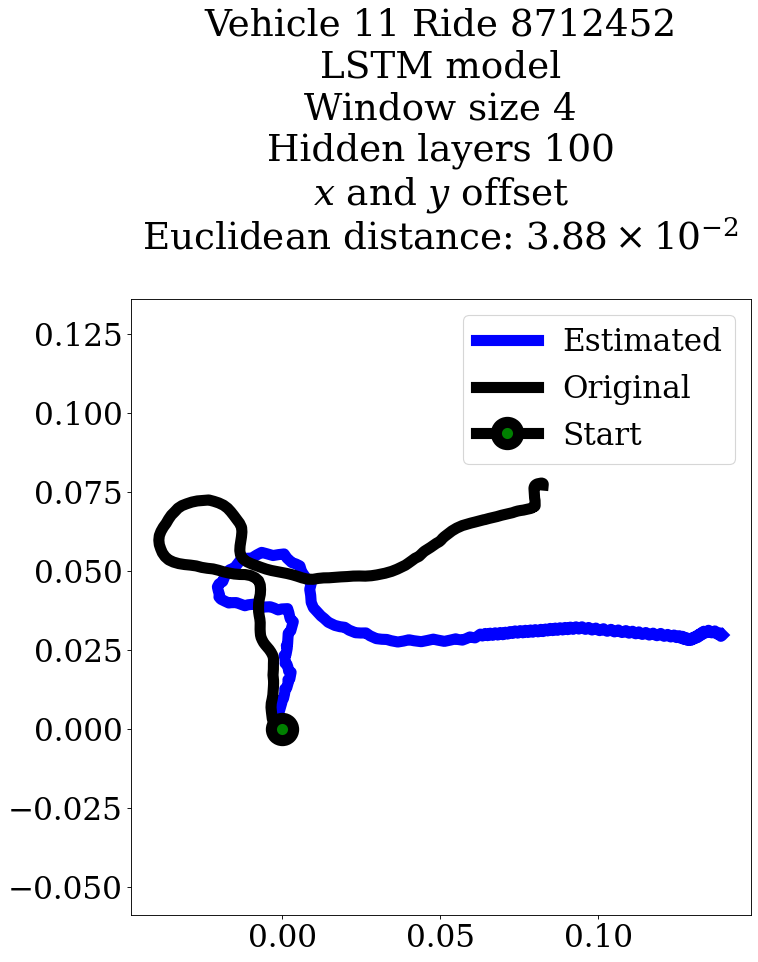 Vehicle 11 Ride 8712452
LSTM model
Window size 4
Hidden layers 100
x and y offset
Euclidean distance: 3.88 × 10⁻²
Estimated
Original
Start
0.125
0.100
0.075
0.050
0.025
0.000
−0.025
−0.050
0.00 0.05 0.10